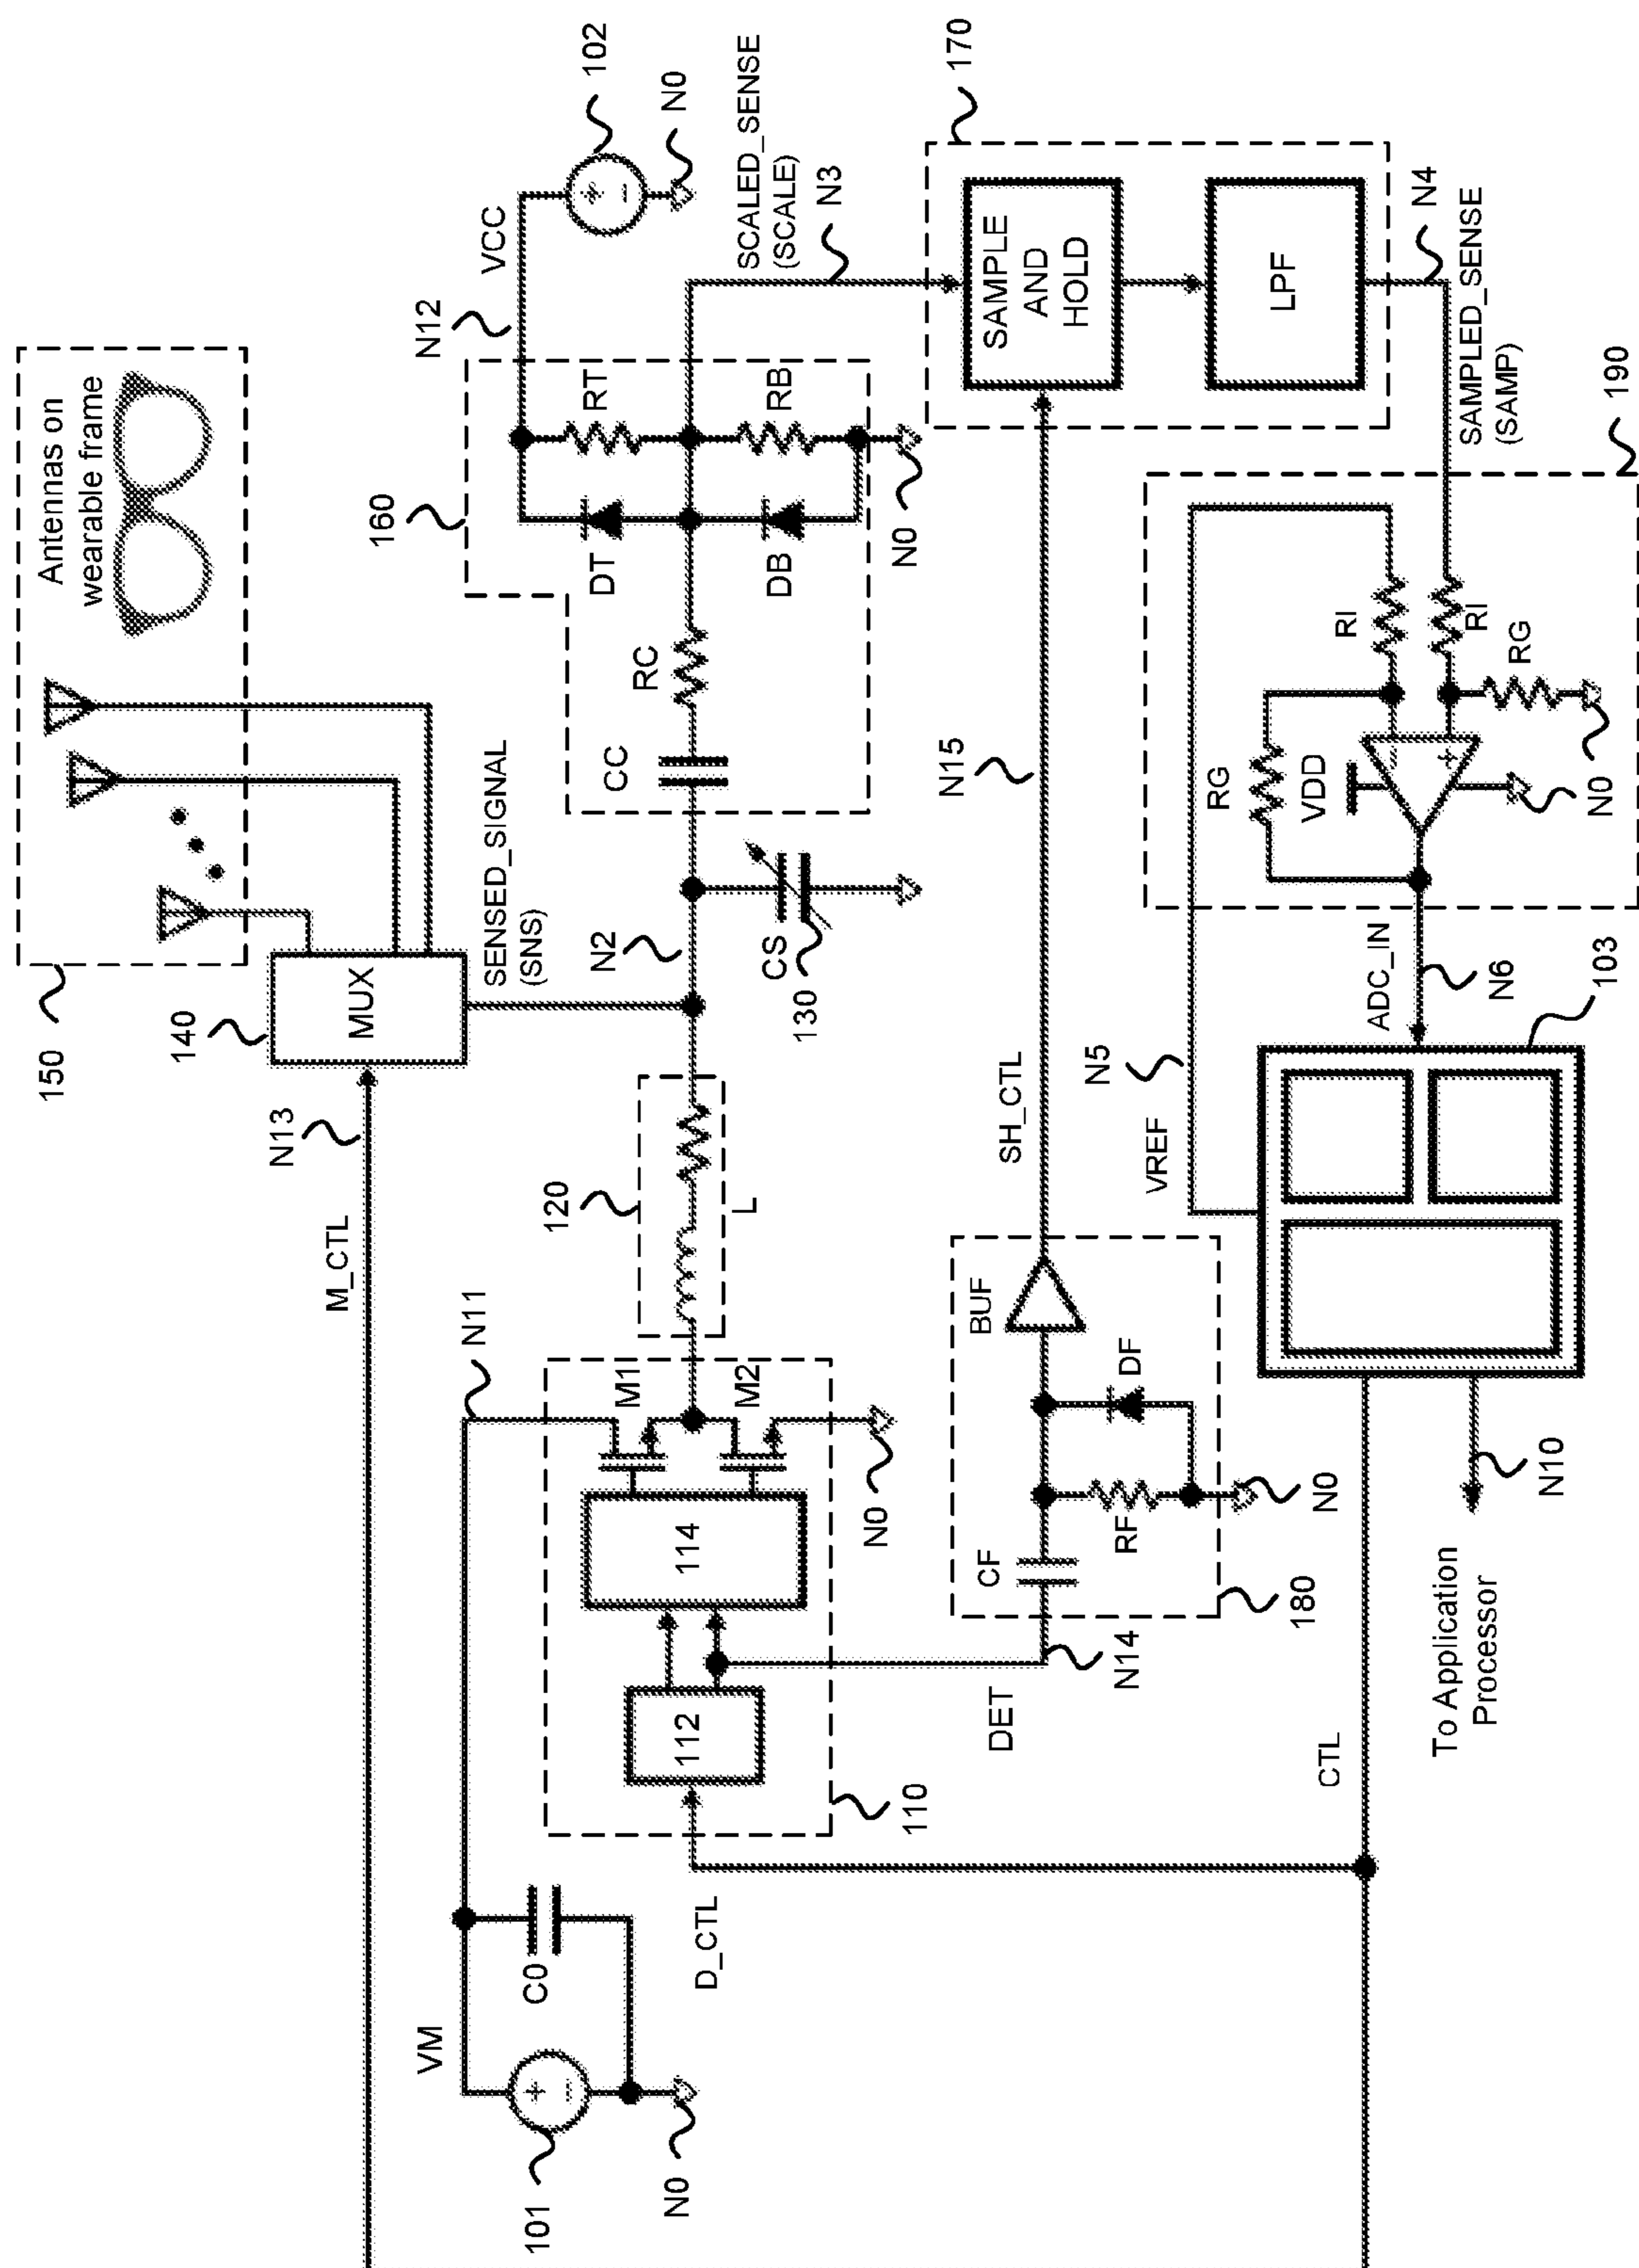 Antennas on
wearable frame
150
140
MUX
N13
M_CTL
SENSED_SIGNAL
(SNS)
N2
CS
130
120
L
CC
RC
160
DT
DB
RT
RB
N0
N12
VCC
102
+
−
N0
SCALED_SENSE
(SCALE)
N3
170
SAMPLE
AND
HOLD
LPF
N4
SAMPLED_SENSE
(SAMP)
190
RI
RI
RG
RG
VDD
−
+
N0
N0
ADC_IN
N6
103
N5
VREF
N15
SH_CTL
BUF
DF
RF
CF
N0
180
N14
DET
N11
M1
M2
N0
114
112
110
D_CTL
C0
VM
+
−
101
N0
CTL
N10
To Application
Processor